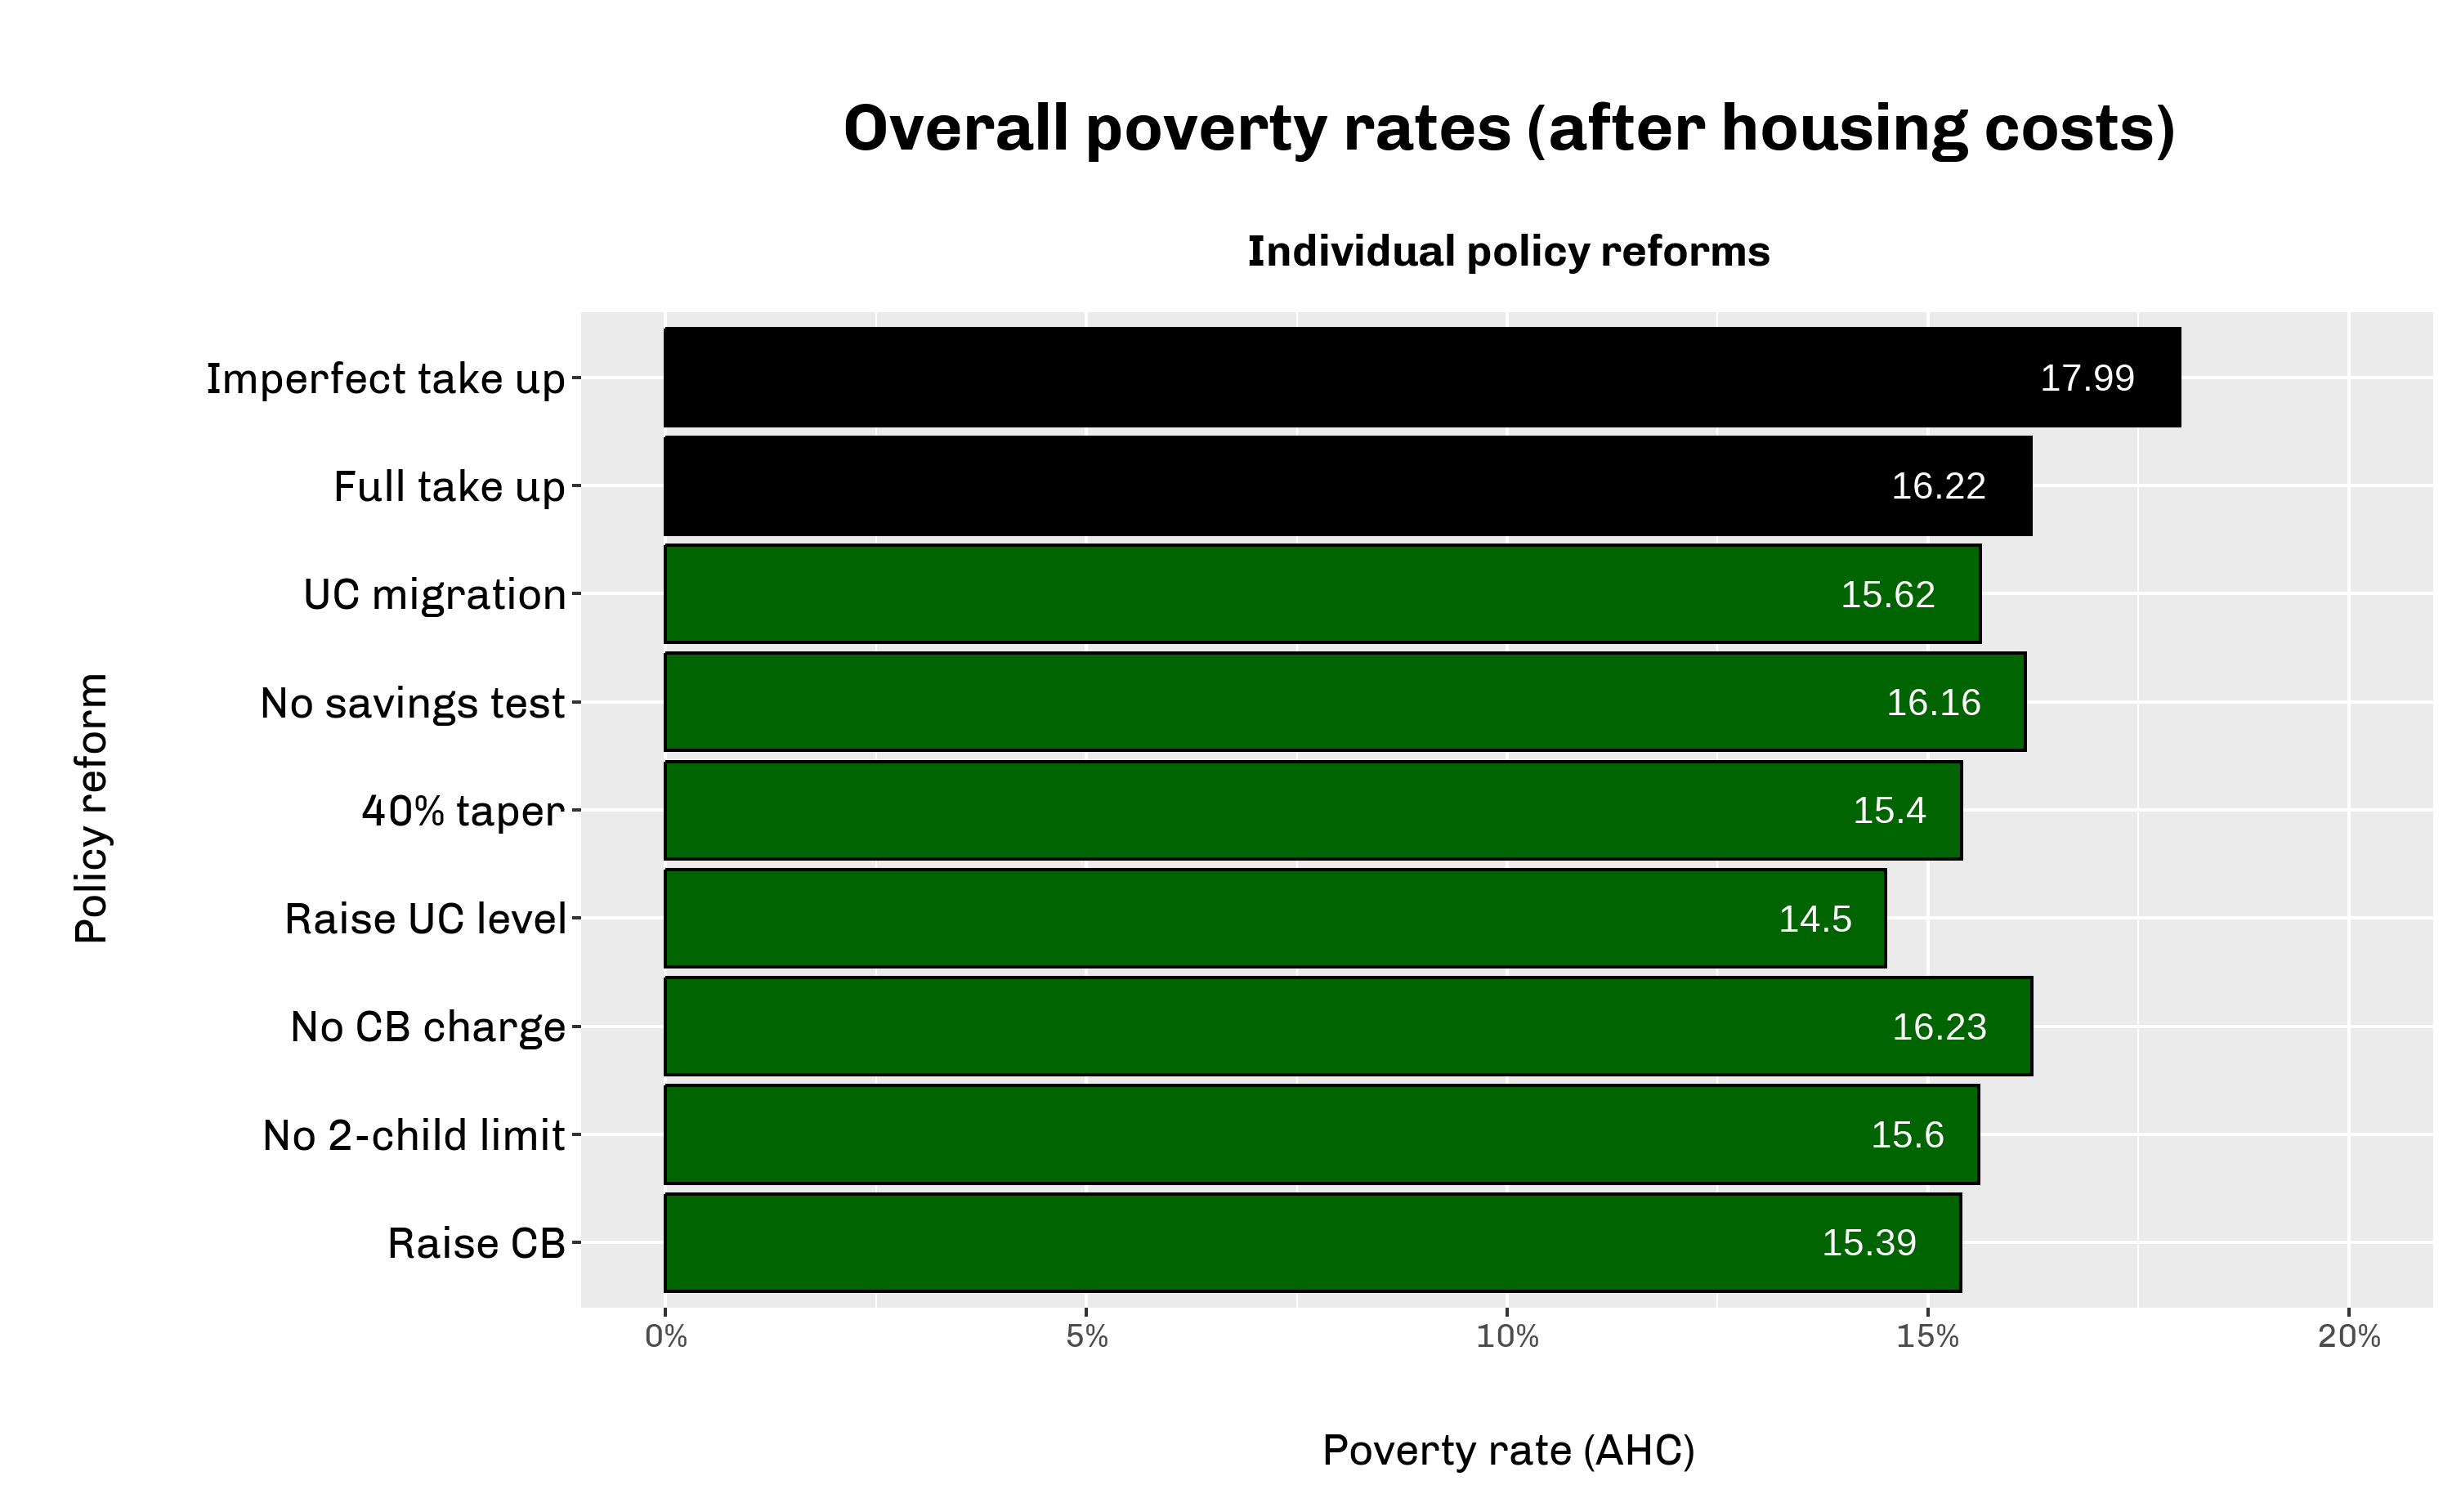 Overall poverty rates (after housing costs)
Individual policy reforms
Policy reform
Imperfect take up 17.99
Full take up 16.22
UC migration 15.62
No savings test 16.16
40% taper 15.4
Raise UC level 14.5
No CB charge 16.23
No 2-child limit 15.6
Raise CB 15.39
0% 5% 10% 15% 20%
Poverty rate (AHC)